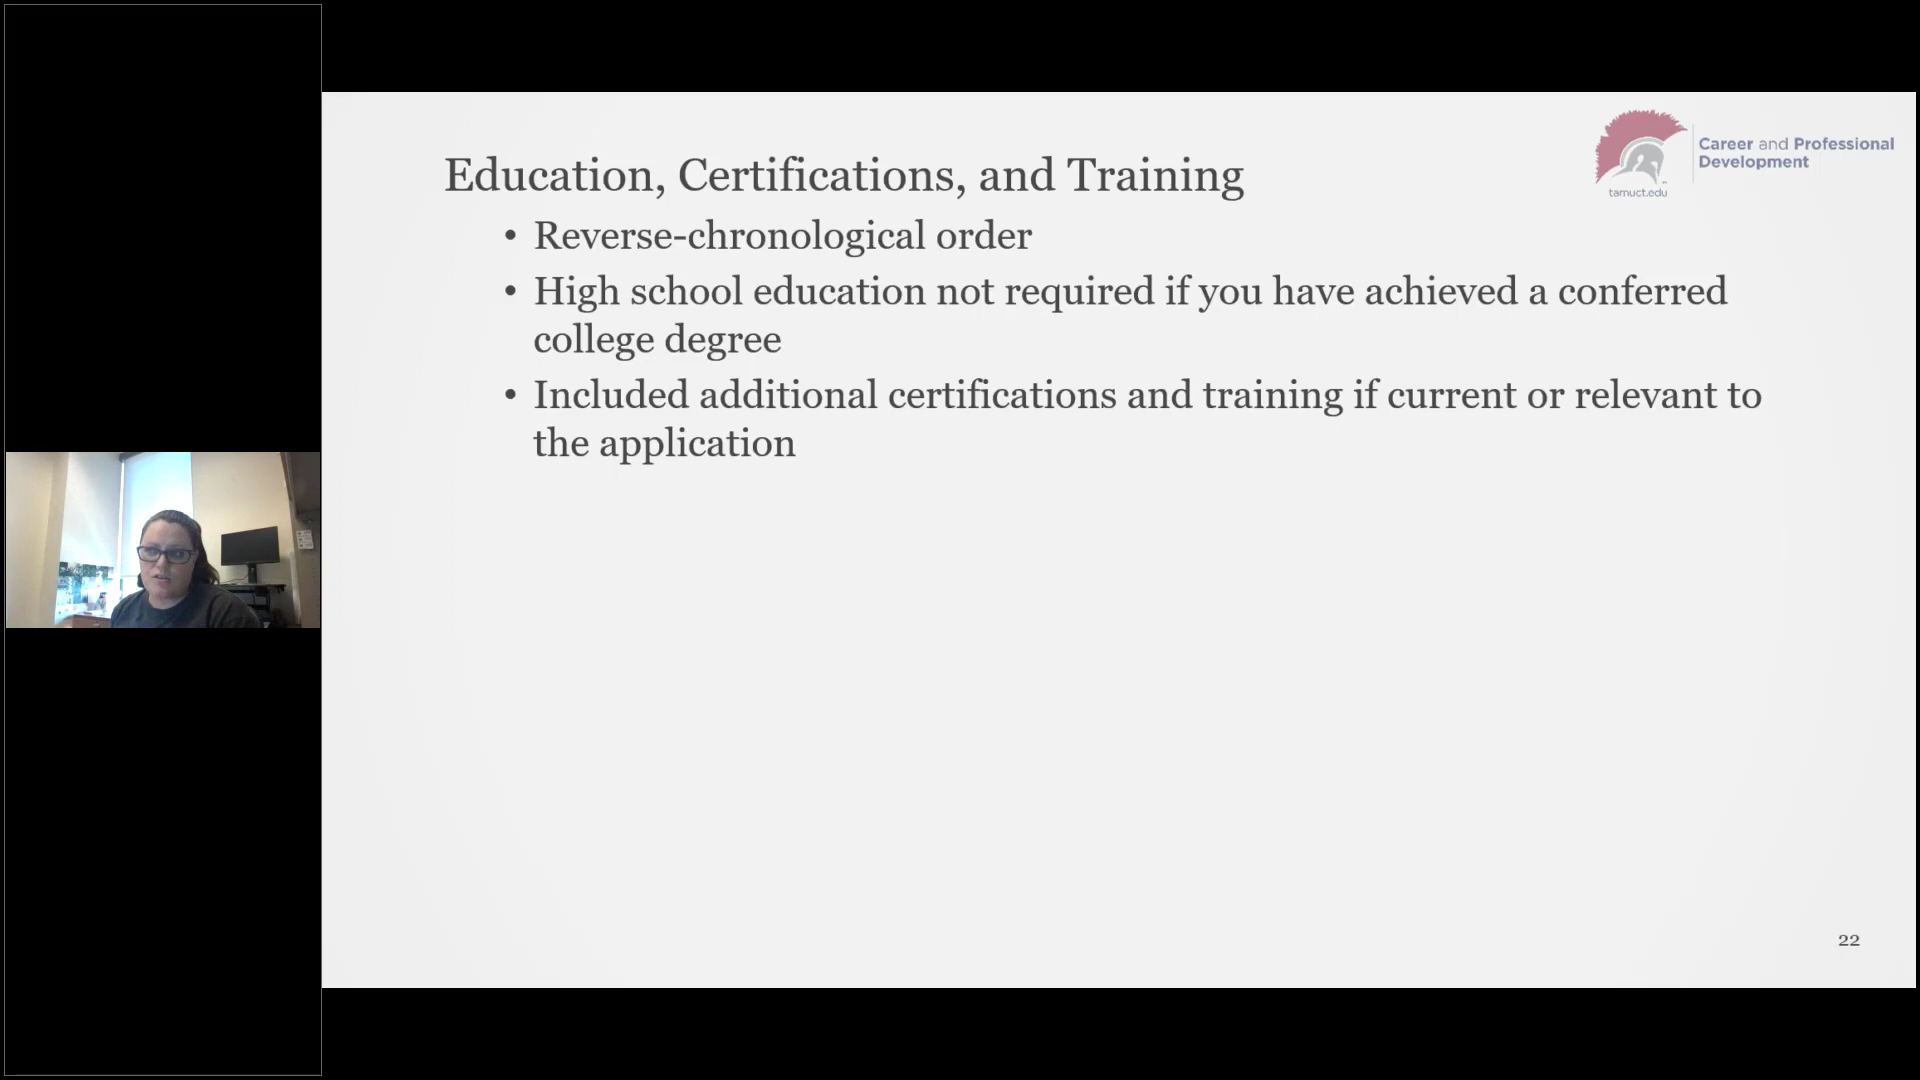 Education, Certifications, and Training
• Reverse-chronological order
• High school education not required if you have achieved a conferred
college degree
• Included additional certifications and training if current or relevant to
the application
Career and Professional
Development
tamuct.edu
22